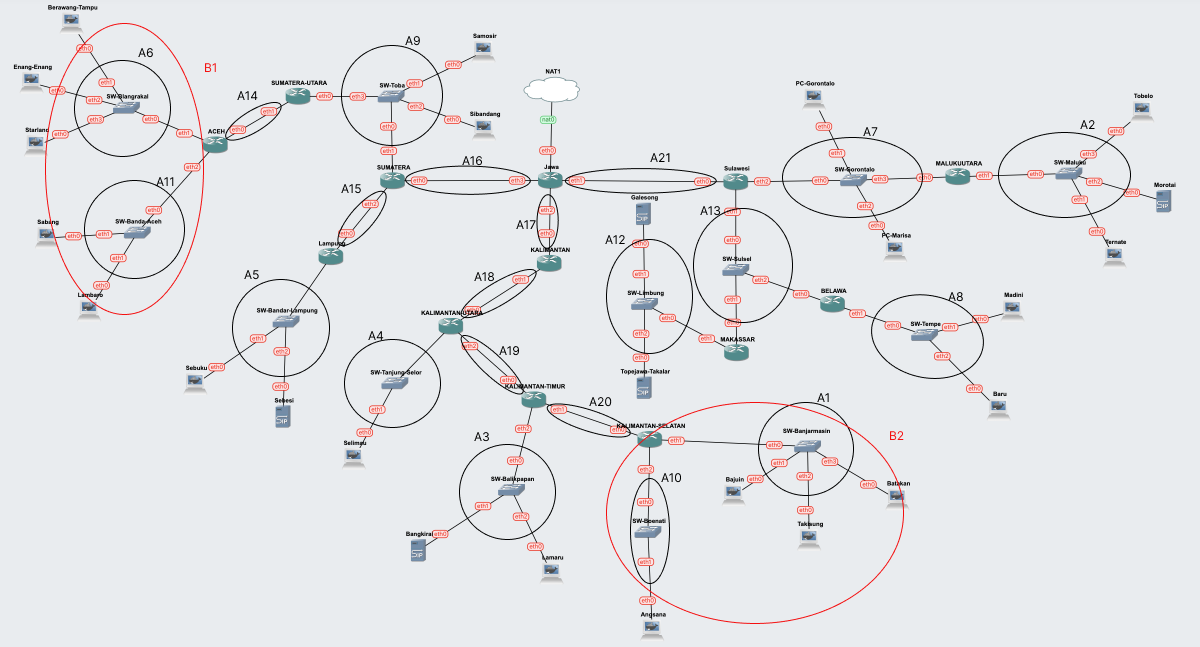 Berawang-Tampu
eth0
A6
Enang-Enang
eth0
eth1
SW-Blangrakal
eth2
eth3
eth0
eth0
eth1
B1
A14
SUMATERA-UTARA
eth0
eth1
eth0
ACEH
eth2
A9
Samosir
SW-Toba
eth0
eth1
eth3
eth2
eth0
Sibandang
eth0
eth1
NAT1
nat0
eth0
A11
eth0
SW-Banda-Aceh
Sabang
eth0
eth1
eth1
eth0
Lambaro
SUMATERA
A16
eth0
eth3
Jawa
eth1
A21
eth0
Sulawesi
eth2
A15
eth2
eth0
Lampung
eth2
A17
eth0
KALIMANTAN
PC-Gorontalo
eth0
A7
eth1
SW-Gorontalo
eth0
eth3
eth0
eth2
eth0
PC-Marisa
MALUKUUTARA
eth1
A2
Tobelo
eth0
eth3
SW-Maluku
eth0
eth2
eth0
Morotai
eth1
eth0
Ternate
Galesong
eth0
A12
eth1
SW-Limbung
eth0
eth2
eth0
Topejawa-Takalar
A13
eth1
eth0
SW-Sulsel
eth2
eth1
eth0
eth1
MAKASSAR
eth0
BELAWA
eth1
A8
eth0
SW-Tempe
eth1
eth0
Madini
eth2
eth0
Baru
A5
SW-Bandar-Lampung
eth1
eth2
Sebuku
eth0
eth0
Sebesi
A18
eth1
KALIMANTAN-UTARA
eth2
A4
SW-Tanjung-Selor
eth1
eth0
Selimau
A19
eth0
KALIMANTAN-TIMUR
eth1
A20
eth0
eth2
KALIMANTAN-SELATAN
eth1
eth2
A3
eth0
SW-Balikpapan
eth1
eth2
Bangkirai
eth0
eth0
Lamaru
A10
eth0
SW-Boenati
eth1
eth0
Angsana
A1
B2
SW-Banjarmasin
eth0
eth1
eth3
eth2
Bajuin
eth0
eth0
Batakan
eth0
Takisung